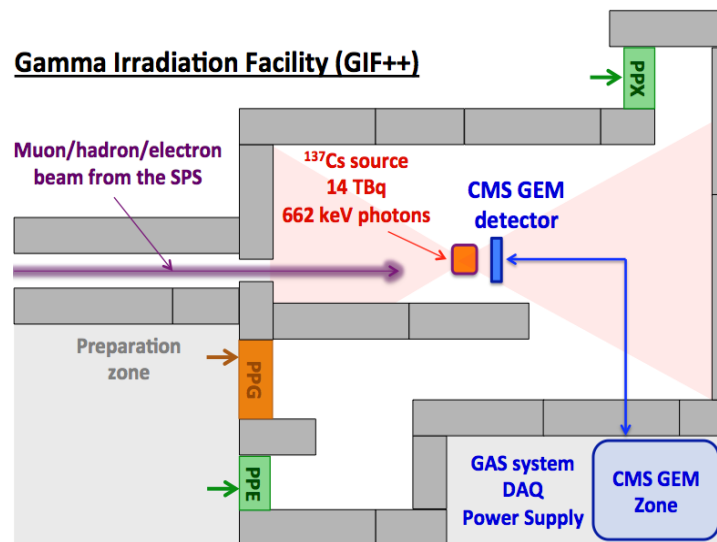 Gamma Irradiation Facility (GIF++)
PPX
Muon/hadron/electron
beam from the SPS
¹³⁷Cs source
14 TBq
662 keV photons
CMS GEM
detector
Preparation
zone
PPG
PPE
GAS system
DAQ
Power Supply
CMS GEM
Zone